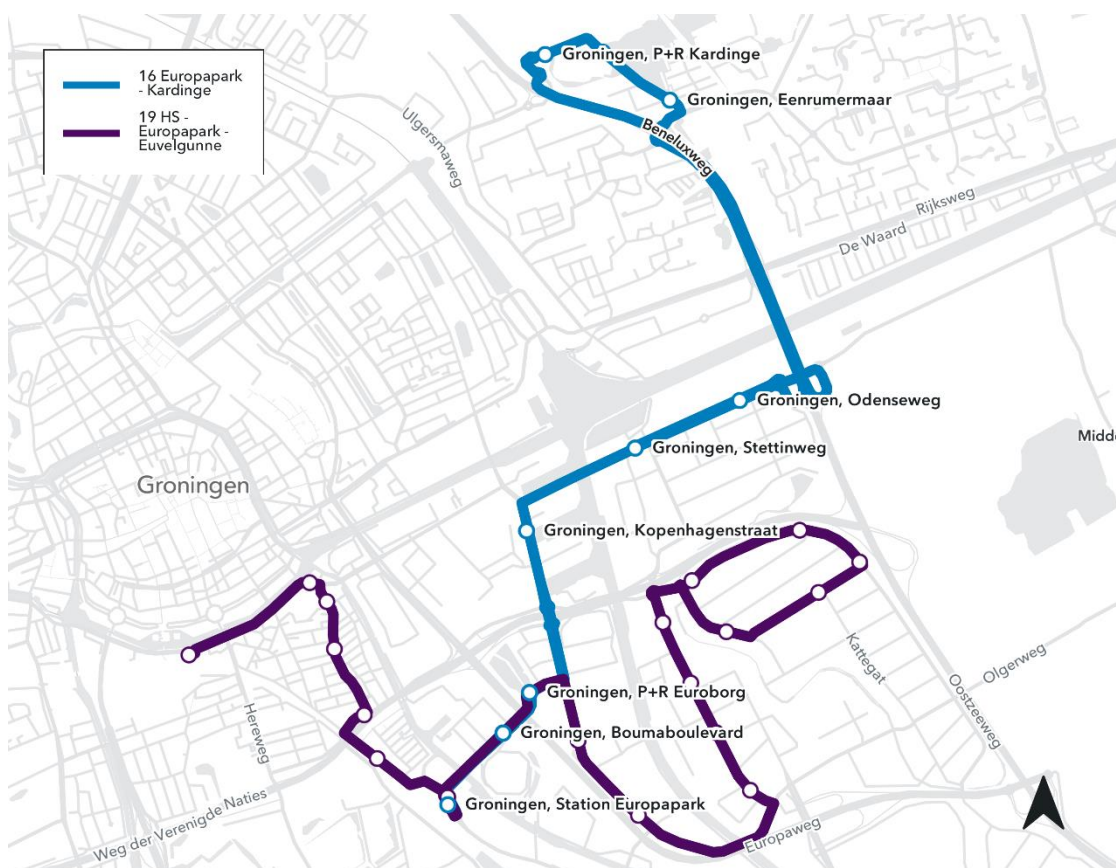 16 Europapark
- Kardinge
19 HS -
Europapark -
Euvelgunne
Groningen, P+R Kardinge
Groningen, Eenrumermaar
Ulgersmaweg
Beneluxweg
Rijksweg
De Waard
Groningen, Odenseweg
Groningen, Stettinweg
Midde
Groningen
Groningen, Kopenhagenstraat
Kattegat
Olgerweg
Oostzeeweg
Groningen, P+R Euroborg
Hereweg
Groningen, Boumaboulevard
Groningen, Station Europapark
Europaweg
Weg der Verenigde Naties